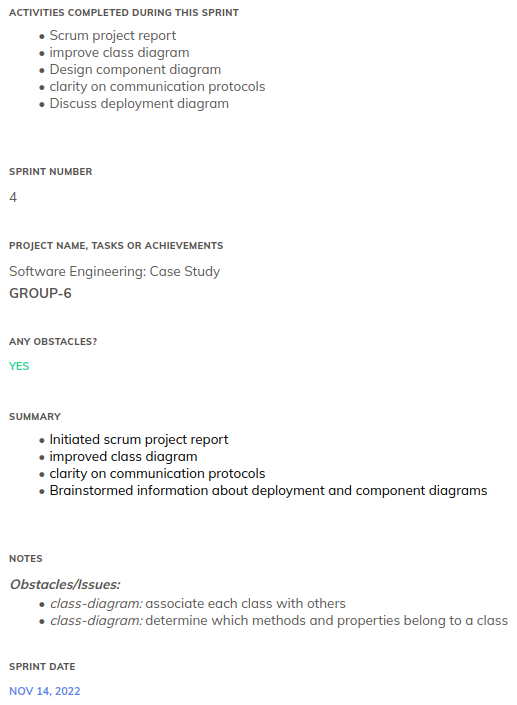 ACTIVITIES COMPLETED DURING THIS SPRINT
• Scrum project report
• improve class diagram
• Design component diagram
• clarity on communication protocols
• Discuss deployment diagram
SPRINT NUMBER
4
PROJECT NAME, TASKS OR ACHIEVEMENTS
Software Engineering: Case Study
GROUP-6
ANY OBSTACLES?
YES
SUMMARY
• Initiated scrum project report
• improved class diagram
• clarity on communication protocols
• Brainstormed information about deployment and component diagrams
NOTES
Obstacles/Issues:
• class-diagram: associate each class with others
• class-diagram: determine which methods and properties belong to a class
SPRINT DATE
NOV 14, 2022